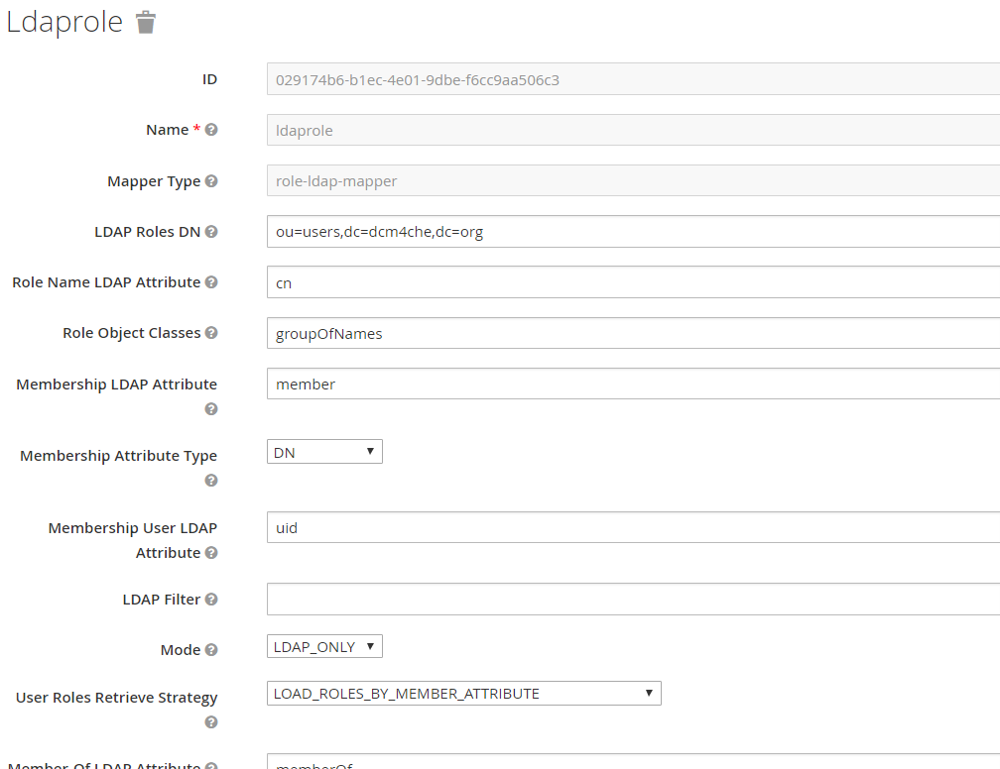 Ldaprole
ID 029174b6-b1ec-4e01-9dbe-f6cc9aa506c3
Name * ldaprole
Mapper Type role-ldap-mapper
LDAP Roles DN ou=users,dc=dcm4che,dc=org
Role Name LDAP Attribute cn
Role Object Classes groupOfNames
Membership LDAP Attribute member
Membership Attribute Type DN
Membership User LDAP uid
Attribute
LDAP Filter
Mode LDAP_ONLY
User Roles Retrieve Strategy LOAD_ROLES_BY_MEMBER_ATTRIBUTE
Member-Of LDAP Attribute memberOf